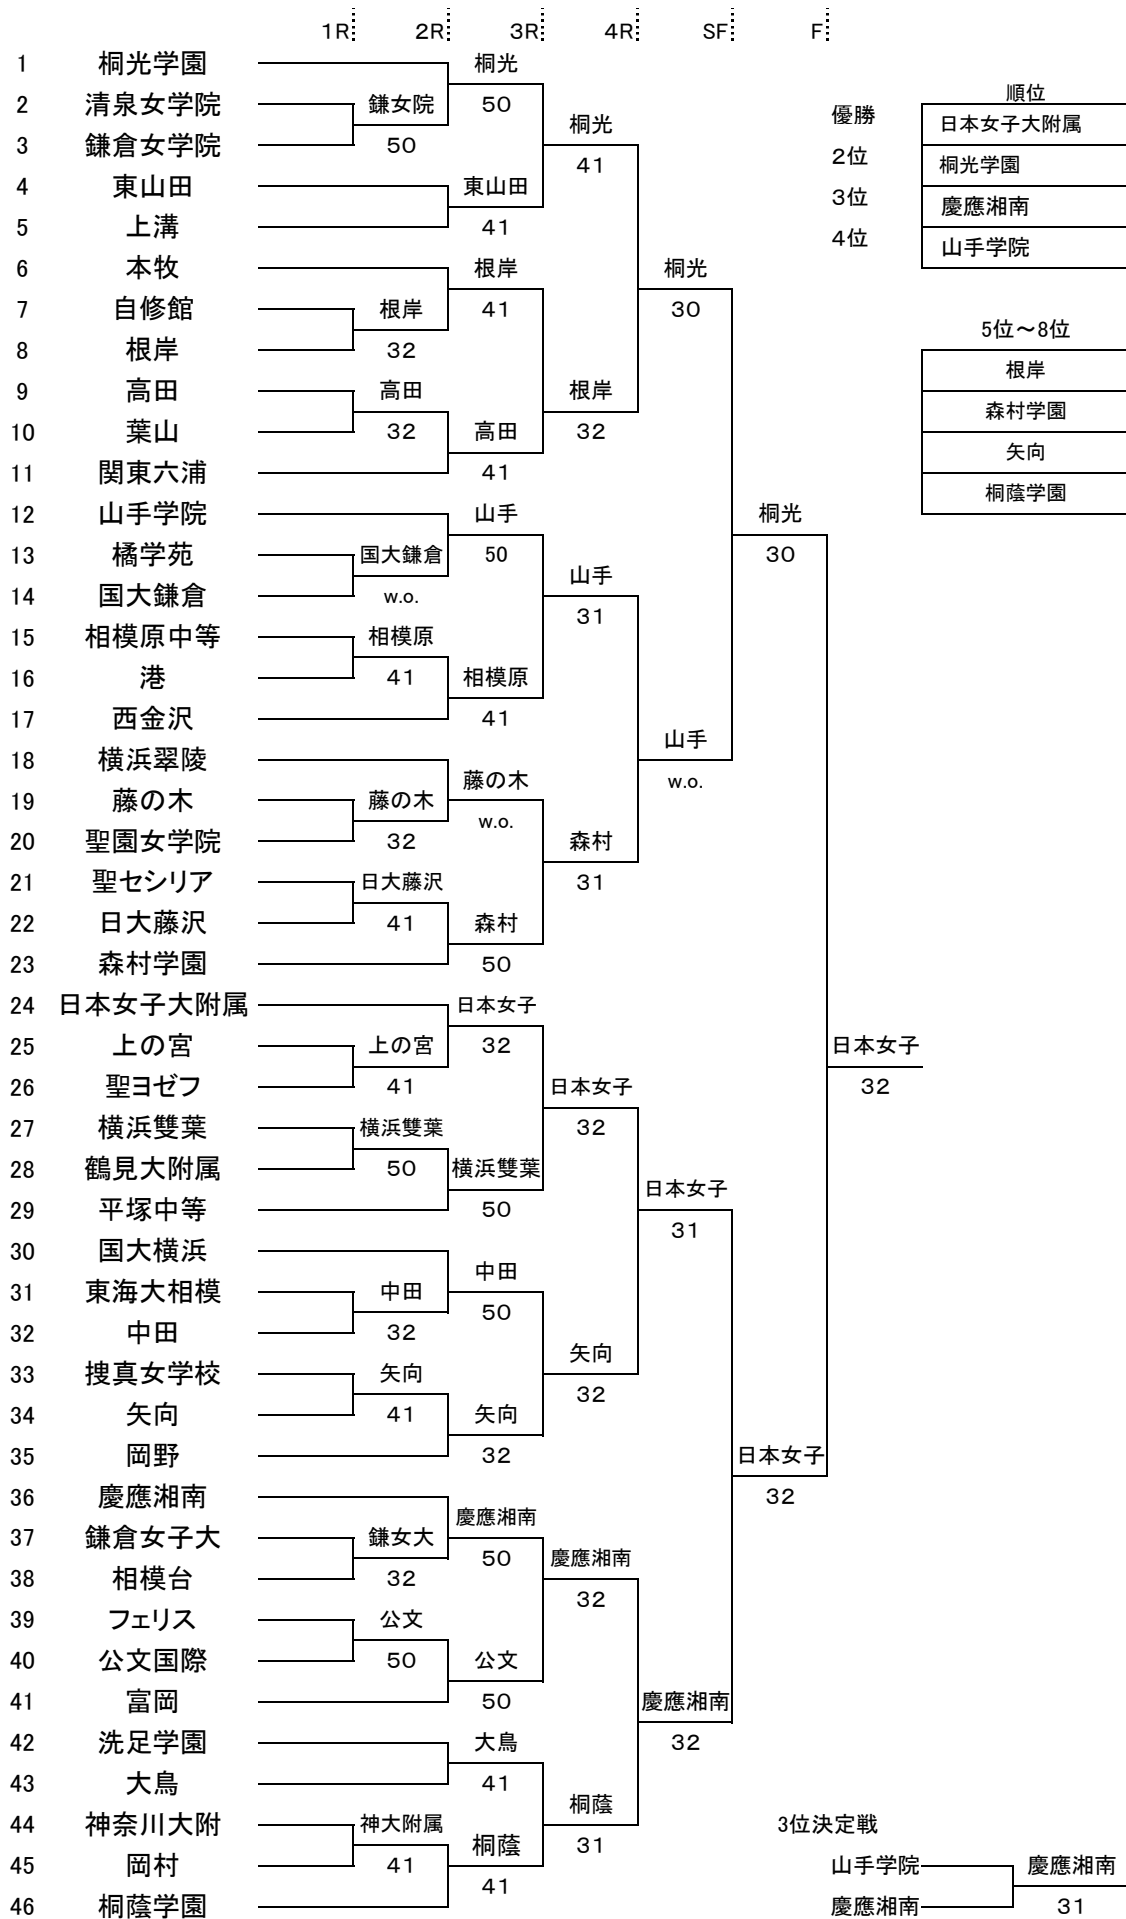 1R 2R 3R 4R SF F
1 桐光学園 桐光
順位
2 清泉女学院 鎌女院 50 優勝 日本女子大附属
桐光
3 鎌倉女学院 50 41 2位 桐光学園
4 東山田 東山田 3位 慶應湘南
5 上溝 41 4位 山手学院
6 本牧 根岸 桐光
7 自修館 根岸 41 30
5位～8位
8 根岸 32
根岸
9 高田 高田 根岸
森村学園
10 葉山 32 高田 32
矢向
11 関東六浦 41
桐蔭学園
12 山手学院 山手 桐光
13 橘学苑 国大鎌倉 50 30
山手
14 国大鎌倉 w.o. 31
15 相模原中等 相模原
16 港 41 相模原
17 西金沢 41
山手
18 横浜翠陵 藤の木 w.o.
19 藤の木 藤の木 w.o.
20 聖園女学院 32 森村
21 聖セシリア 日大藤沢 31
22 日大藤沢 41 森村
23 森村学園 50
24 日本女子大附属 日本女子
25 上の宮 上の宮 32 日本女子
26 聖ヨゼフ 41 日本女子 32
27 横浜雙葉 横浜雙葉 32
28 鶴見大附属 50 横浜雙葉
日本女子
29 平塚中等 50
31
30 国大横浜 中田
31 東海大相模 中田 50
32 中田 32 矢向
33 捜真女学校 矢向 32
34 矢向 41 矢向
35 岡野 32 日本女子
32
36 慶應湘南 慶應湘南
37 鎌倉女子大 鎌女大 50 慶應湘南
38 相模台 32 32
39 フェリス 公文
40 公文国際 50 公文
41 富岡 50 慶應湘南
42 洗足学園 大鳥 32
43 大鳥 41
桐蔭
44 神奈川大附 神大附属 31 3位決定戦
45 岡村 41 桐蔭 山手学院 慶應湘南
46 桐蔭学園 41 慶應湘南 31